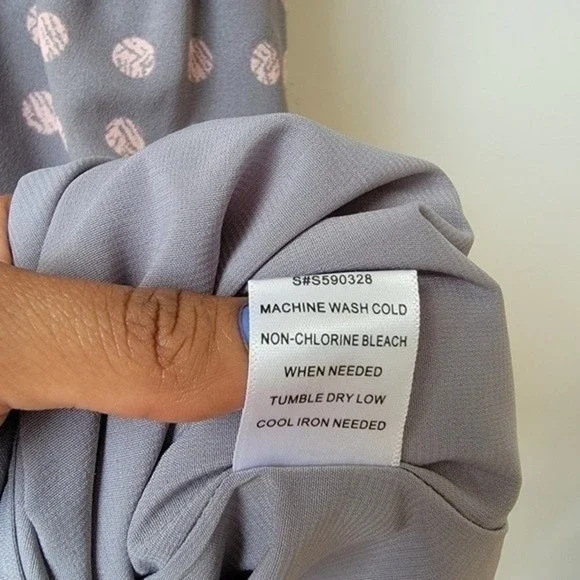 S#S590328
MACHINE WASH COLD
NON-CHLORINE BLEACH
WHEN NEEDED
TUMBLE DRY LOW
COOL IRON NEEDED